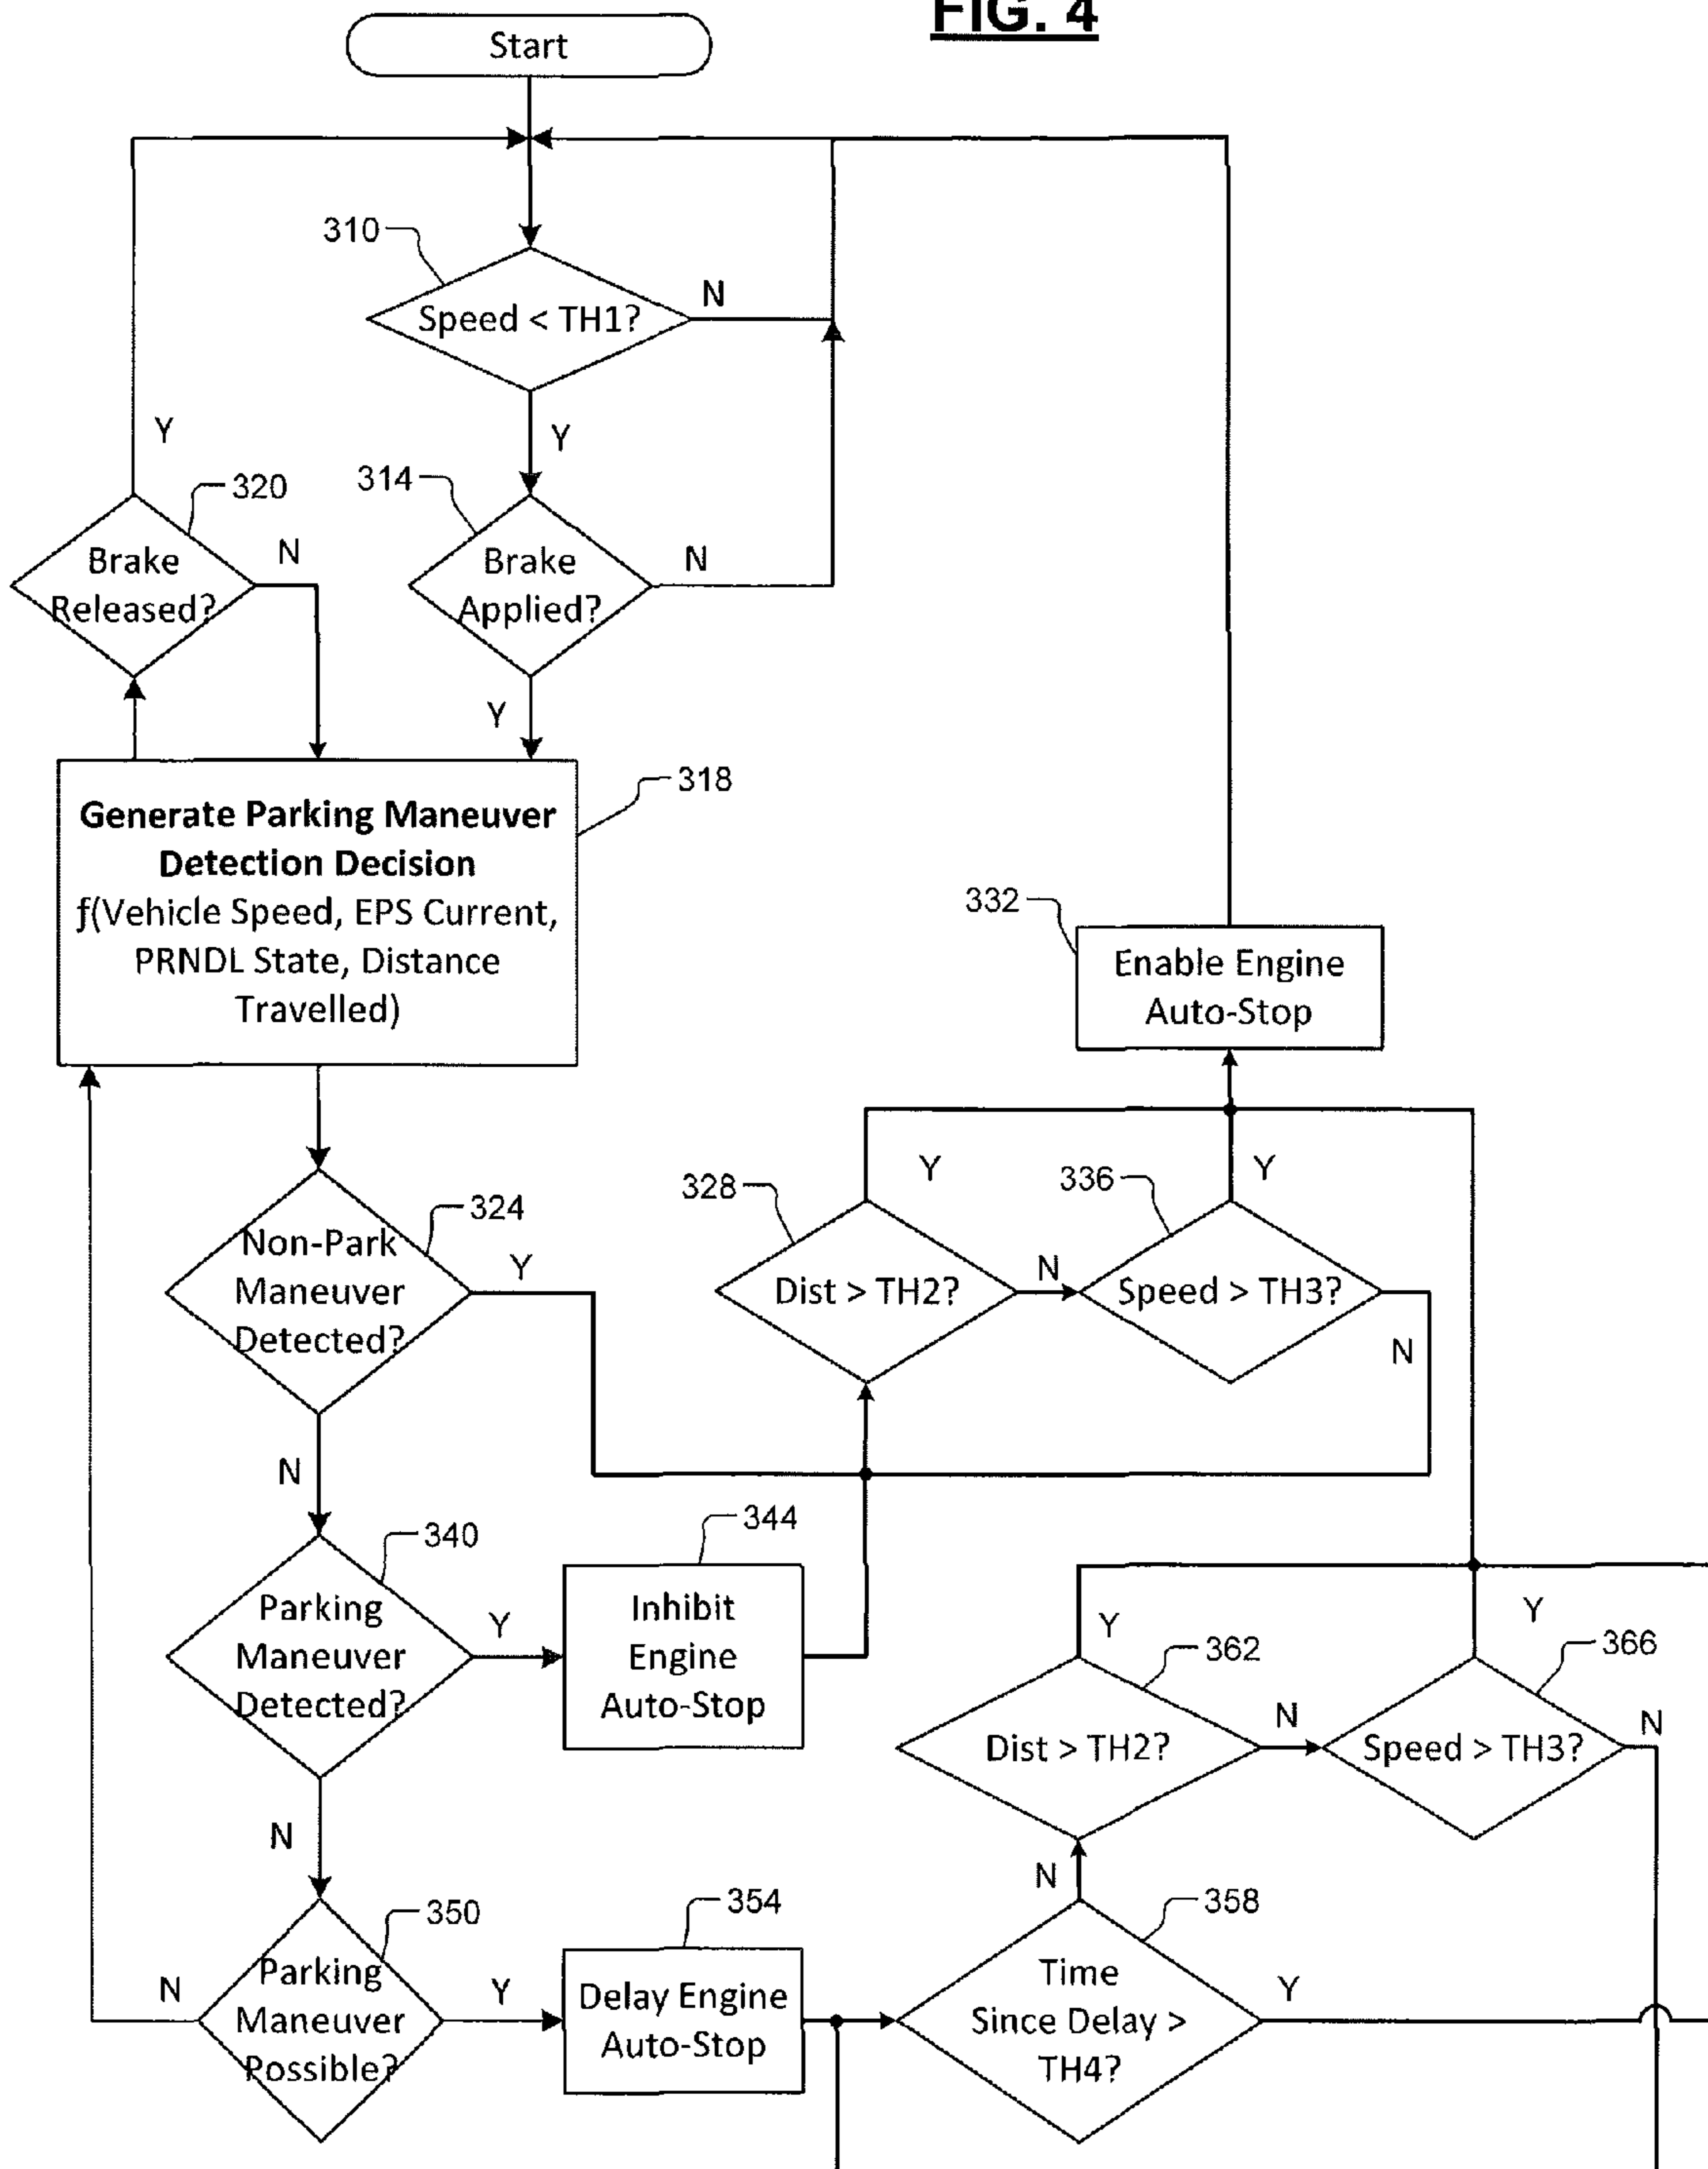 FIG. 4
Start
310
Speed < TH1?
N
Y
320
Brake
Released?
Y
N
314
Brake
Applied?
N
Y
318
Generate Parking Maneuver
Detection Decision
ƒ(Vehicle Speed, EPS Current,
PRNDL State, Distance
Travelled)
332
Enable Engine
Auto-Stop
324
Non-Park
Maneuver
Detected?
Y
N
328
Dist > TH2?
Y
N
336
Speed > TH3?
Y
N
340
Parking
Maneuver
Detected?
Y
N
344
Inhibit
Engine
Auto-Stop
350
Parking
Maneuver
Possible?
N
Y
354
Delay Engine
Auto-Stop
358
Time
Since Delay >
TH4?
N
Y
362
Dist > TH2?
Y
N
366
Speed > TH3?
Y
N